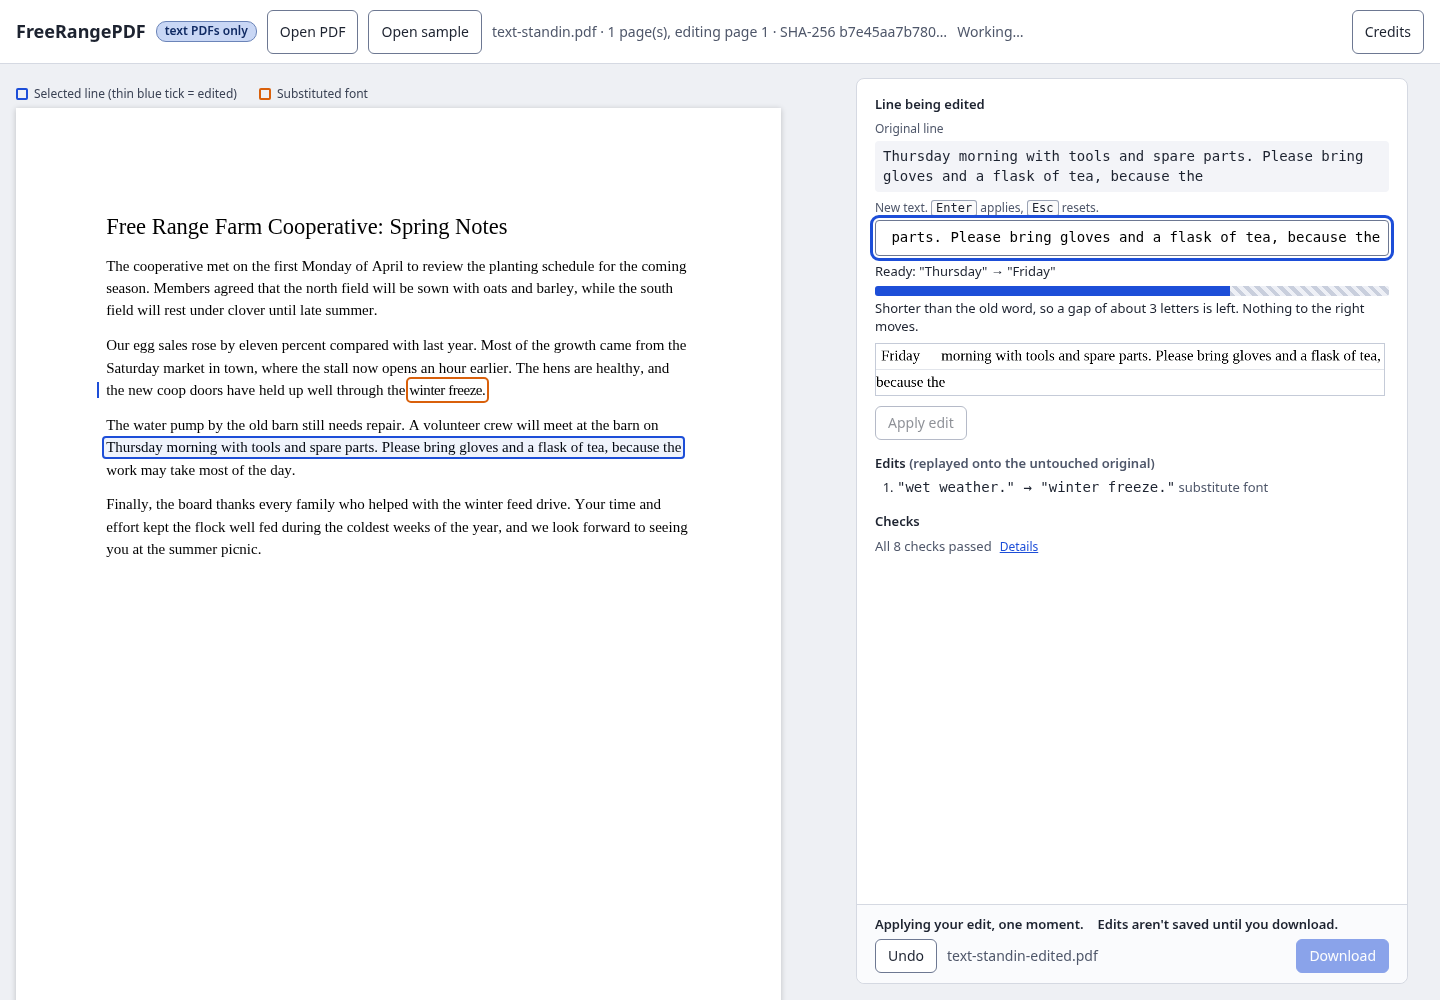 FreeRangePDF text PDFs only Open PDF Open sample text-standin.pdf · 1 page(s), editing page 1 · SHA-256 b7e45aa7b780… Working… Credits
Selected line (thin blue tick = edited) Substituted font
Free Range Farm Cooperative: Spring Notes
The cooperative met on the first Monday of April to review the planting schedule for the coming
season. Members agreed that the north field will be sown with oats and barley, while the south
field will rest under clover until late summer.
Our egg sales rose by eleven percent compared with last year. Most of the growth came from the
Saturday market in town, where the stall now opens an hour earlier. The hens are healthy, and
the new coop doors have held up well through the winter freeze.
The water pump by the old barn still needs repair. A volunteer crew will meet at the barn on
Thursday morning with tools and spare parts. Please bring gloves and a flask of tea, because the
work may take most of the day.
Finally, the board thanks every family who helped with the winter feed drive. Your time and
effort kept the flock well fed during the coldest weeks of the year, and we look forward to seeing
you at the summer picnic.
Line being edited
Original line
Thursday morning with tools and spare parts. Please bring
gloves and a flask of tea, because the
New text. Enter applies, Esc resets.
parts. Please bring gloves and a flask of tea, because the
Ready: "Thursday" → "Friday"
Shorter than the old word, so a gap of about 3 letters is left. Nothing to the right
moves.
Friday morning with tools and spare parts. Please bring gloves and a flask of tea,
because the
Apply edit
Edits (replayed onto the untouched original)
1. "wet weather." → "winter freeze." substitute font
Checks
All 8 checks passed Details
Applying your edit, one moment. Edits aren't saved until you download.
Undo text-standin-edited.pdf Download